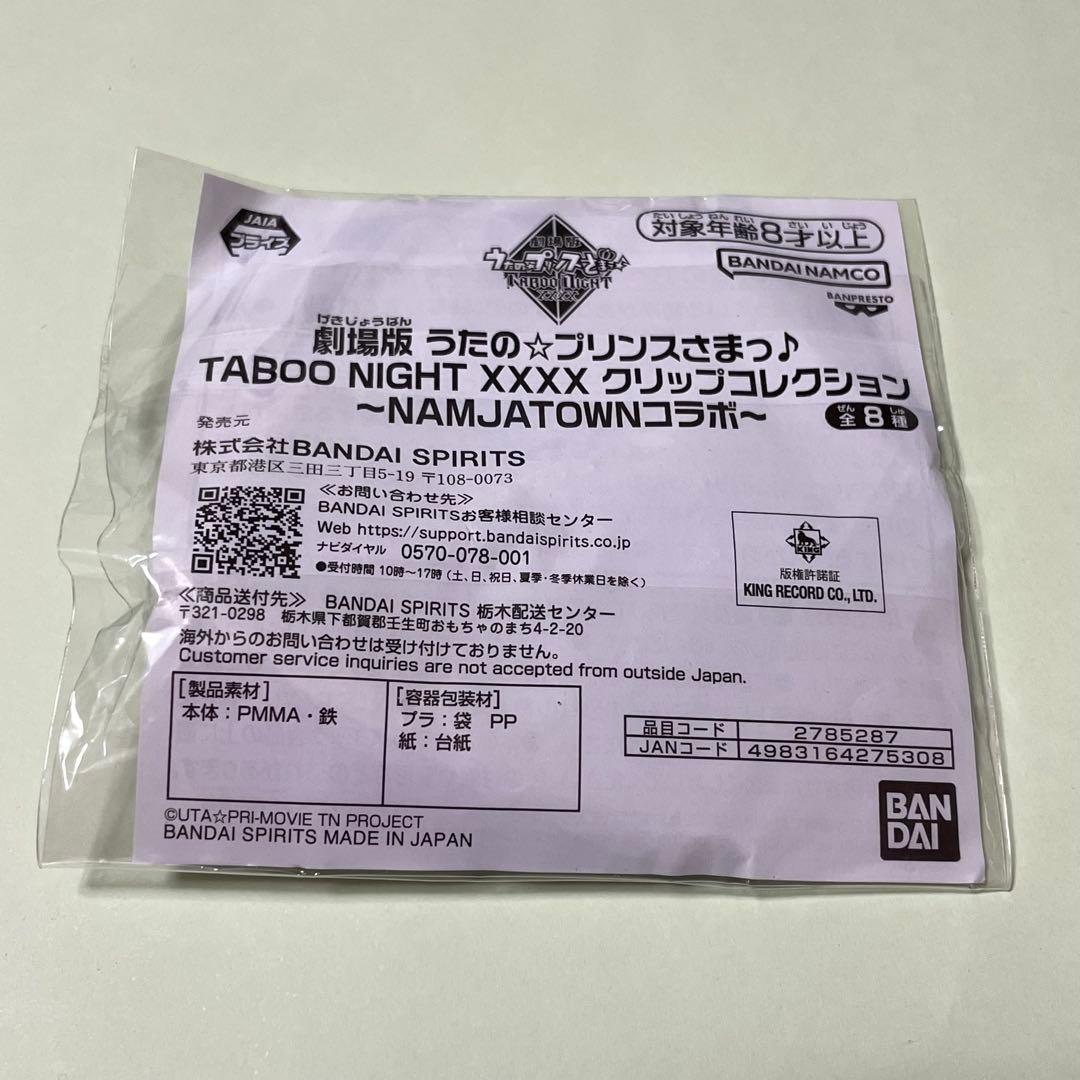 JAIA
プライズ
劇場版
うたの☆プリンスさまっ♪
TABOO NIGHT
XXXX
たいしょうねんれい さいいじょう
対象年齢8才以上
BANDAI NAMCO
BANPRESTO
げきじょうばん
劇場版 うたの☆プリンスさまっ♪
TABOO NIGHT XXXX クリップコレクション
～NAMJATOWNコラボ～
ぜん しゅ
全8種
発売元
株式会社BANDAI SPIRITS
東京都港区三田三丁目5-19 〒108-0073
≪お問い合わせ先≫
BANDAI SPIRITSお客様相談センター
Web https://support.bandaispirits.co.jp
ナビダイヤル 0570-078-001
●受付時間 10時～17時（土、日、祝日、夏季・冬季休業日を除く）
KING
版権許諾証
KING RECORD CO., LTD.
≪商品送付先≫ BANDAI SPIRITS 栃木配送センター
〒321-0298 栃木県下都賀郡壬生町おもちゃのまち4-2-20
海外からのお問い合わせは受け付けておりません。
Customer service inquiries are not accepted from outside Japan.
[製品素材]
本体：PMMA・鉄
[容器包装材]
プラ：袋 PP
紙：台紙
品目コード 2785287
JANコード 4983164275308
©UTA☆PRI-MOVIE TN PROJECT
BANDAI SPIRITS MADE IN JAPAN
BAN
DAI